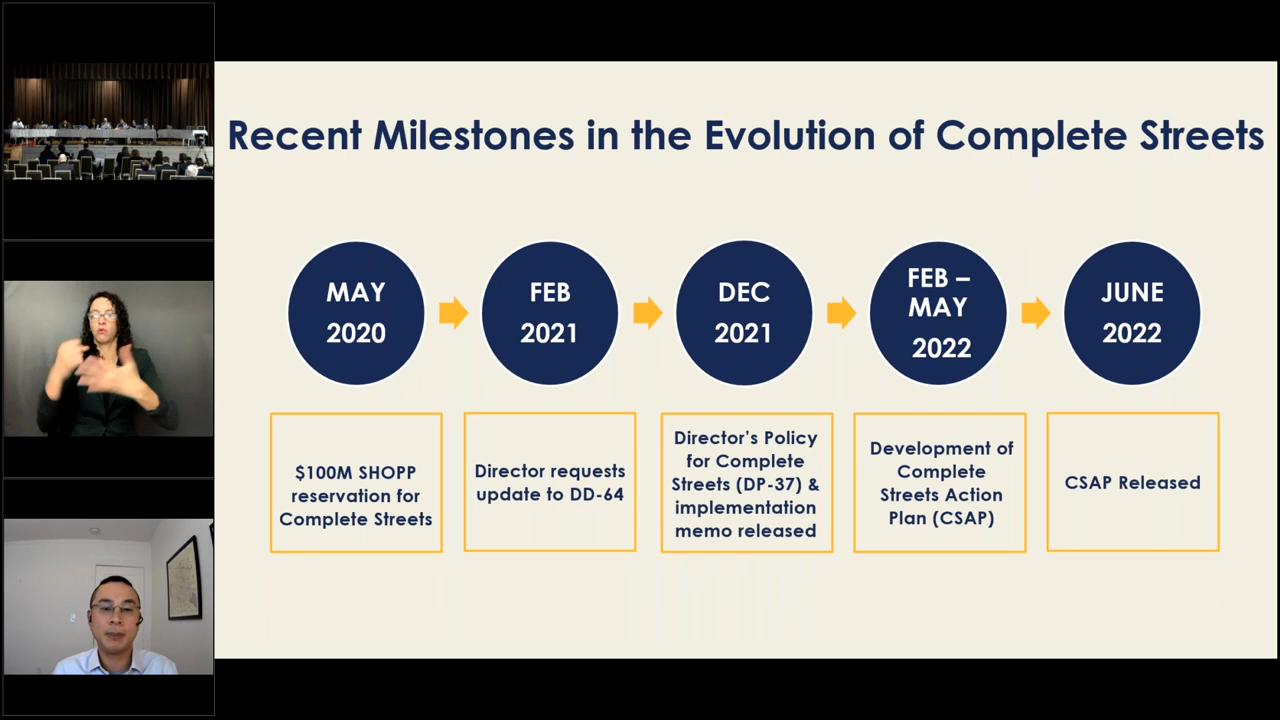 Recent Milestones in the Evolution of Complete Streets
MAY
2020
FEB
2021
DEC
2021
FEB –
MAY
2022
JUNE
2022
$100M SHOPP
reservation for
Complete Streets
Director requests
update to DD-64
Director’s Policy
for Complete
Streets (DP-37) &
implementation
memo released
Development of
Complete
Streets Action
Plan (CSAP)
CSAP Released